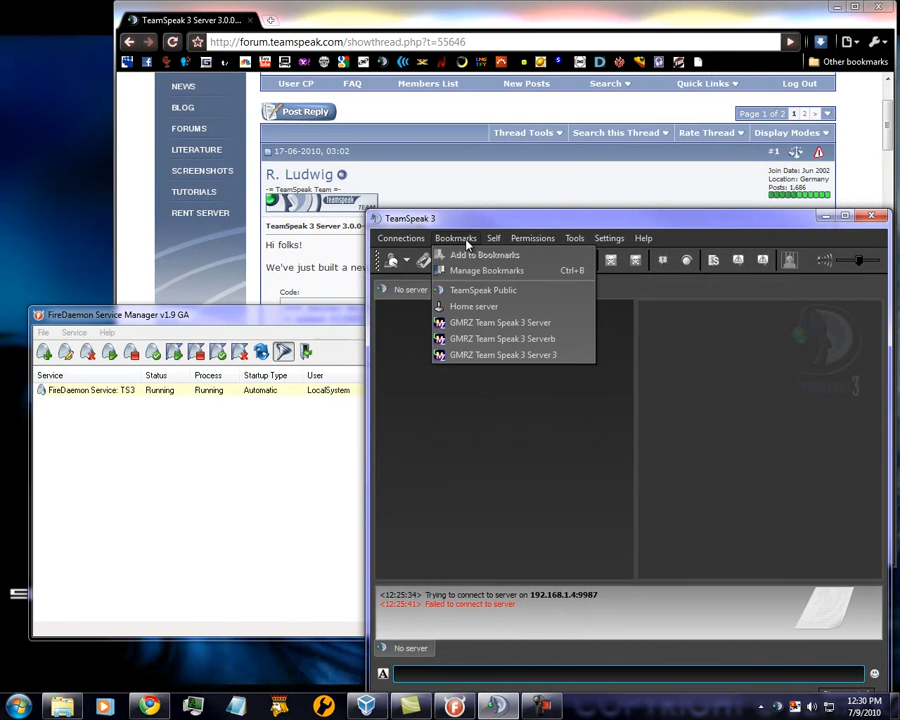 TeamSpeak 3 Server 3.0.0...
http://forum.teamspeak.com/showthread.php?t=55646
Other bookmarks
NEWS
BLOG
FORUMS
LITERATURE
SCREENSHOTS
TUTORIALS
RENT SERVER
User CP FAQ Members List New Posts Search Quick Links Log Out
Post Reply
Page 1 of 2 1 2 >
Thread Tools Search this Thread Rate Thread Display Modes
17-06-2010, 03:02 #1
R. Ludwig
-= TeamSpeak Team =-
Teamspeak
TEAM
Join Date: Jun 2002
Location: Germany
Posts: 1,686
TeamSpeak 3 Server 3.0.0-
Hi folks!
We've just built a new
Code:
TeamSpeak 3
Connections Bookmarks Self Permissions Tools Settings Help
Add to Bookmarks
Manage Bookmarks Ctrl+B
TeamSpeak Public
Home server
GMRZ Team Speak 3 Server
GMRZ Team Speak 3 Serverb
GMRZ Team Speak 3 Server 3
No server
<12:25:34> Trying to connect to server on 192.168.1.4:9987
<12:25:41> Failed to connect to server
No server
FireDaemon Service Manager v1.9 GA
File Service Help
Service Status Process Startup Type User
FireDaemon Service: TS3 Running Running Automatic LocalSystem
12:30 PM
7/9/2010